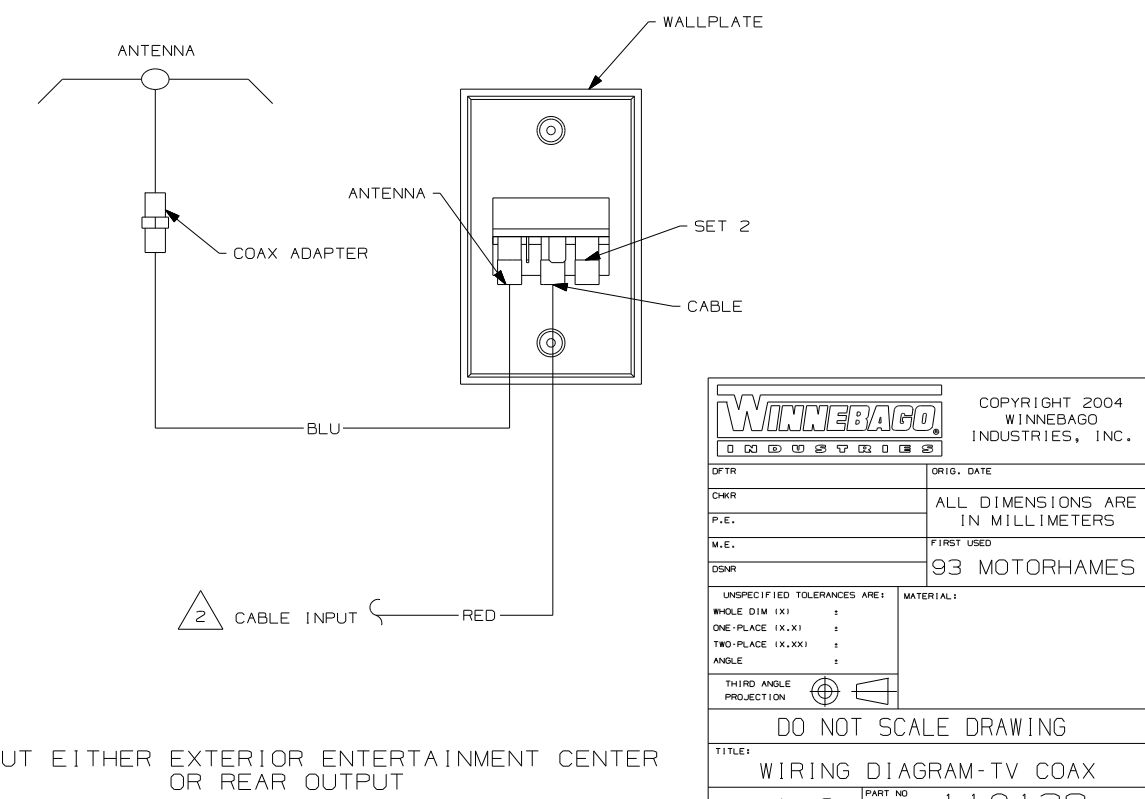 WALLPLATE
ANTENNA
ANTENNA
SET 2
COAX ADAPTER
CABLE
BLU
2 CABLE INPUT
RED
UT EITHER EXTERIOR ENTERTAINMENT CENTER
OR REAR OUTPUT
WINNEBAGO®
INDUSTRIES
COPYRIGHT 2004
WINNEBAGO
INDUSTRIES, INC.
DFTR
ORIG. DATE
CHKR
ALL DIMENSIONS ARE
IN MILLIMETERS
P.E.
M.E.
FIRST USED
93 MOTORHAMES
DSNR
UNSPECIFIED TOLERANCES ARE:
MATERIAL:
WHOLE DIM (X) ±
ONE-PLACE (X.X) ±
TWO-PLACE (X.XX) ±
ANGLE ±
THIRD ANGLE
PROJECTION
DO NOT SCALE DRAWING
TITLE:
WIRING DIAGRAM-TV COAX
PART NO